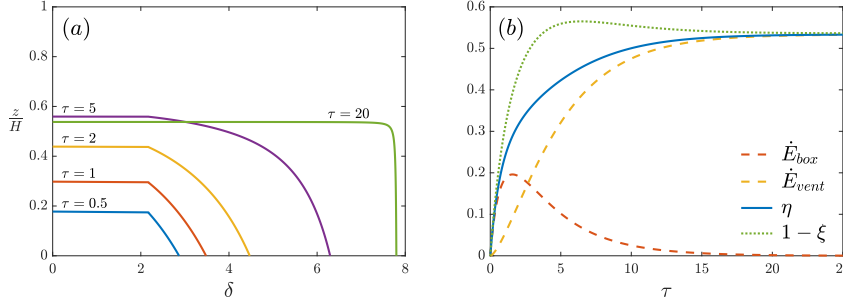 (a)
1
0.8
z/H
0.6
0.4
0.2
0
τ = 5
τ = 20
τ = 2
τ = 1
τ = 0.5
0 2 4 6 8
δ
(b)
0.6
0.5
0.4
0.3
0.2
0.1
0
Ė_box
Ė_vent
η
1 − ξ
0 5 10 15 20 25
τ